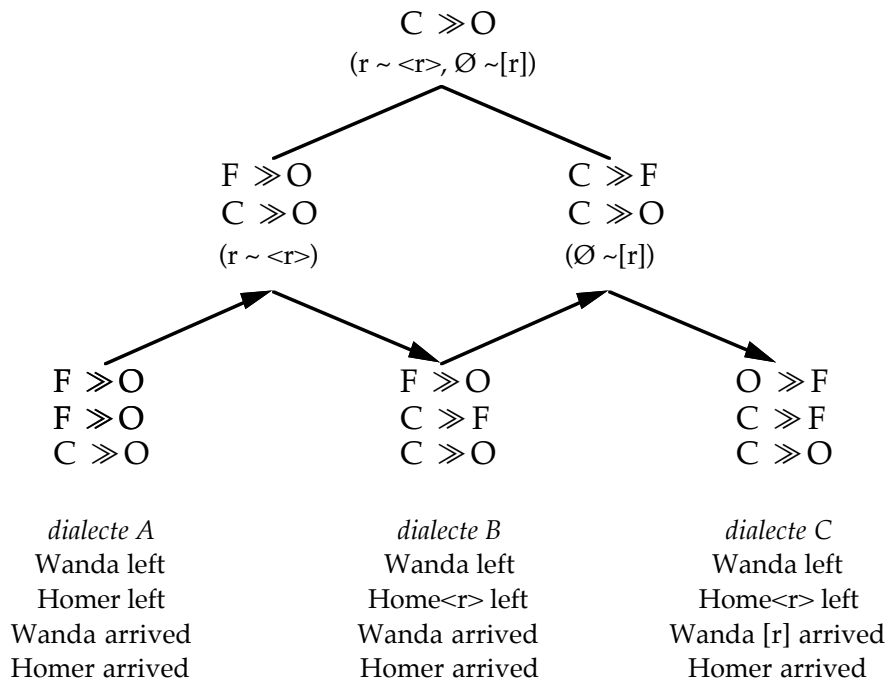 C ≫ O
(r ~ <r>, Ø ~[r])
F ≫ O
C ≫ O
(r ~ <r>)
C ≫ F
C ≫ O
(Ø ~[r])
F ≫ O
F ≫ O
C ≫ O
F ≫ O
C ≫ F
C ≫ O
O ≫ F
C ≫ F
C ≫ O
dialecte A
Wanda left
Homer left
Wanda arrived
Homer arrived
dialecte B
Wanda left
Home<r> left
Wanda arrived
Homer arrived
dialecte C
Wanda left
Home<r> left
Wanda [r] arrived
Homer arrived